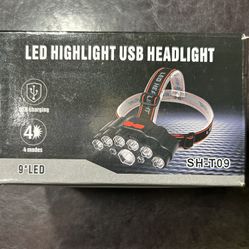 LED HIGHLIGHT USB HEADLIGHT
USB Charging
4
4 modes
9*LED
SH-T09